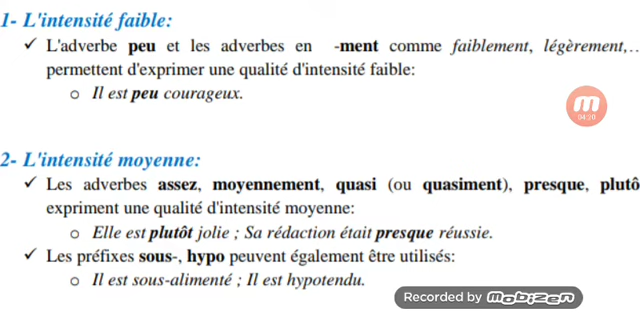 1- L'intensité faible:
✓ L'adverbe peu et les adverbes en -ment comme faiblement, légèrement,..
permettent d'exprimer une qualité d'intensité faible:
o Il est peu courageux.
04:20
2- L'intensité moyenne:
✓ Les adverbes assez, moyennement, quasi (ou quasiment), presque, plutô
expriment une qualité d'intensité moyenne:
o Elle est plutôt jolie ; Sa rédaction était presque réussie.
✓ Les préfixes sous-, hypo peuvent également être utilisés:
o Il est sous-alimenté ; Il est hypotendu.
Recorded by mobizen